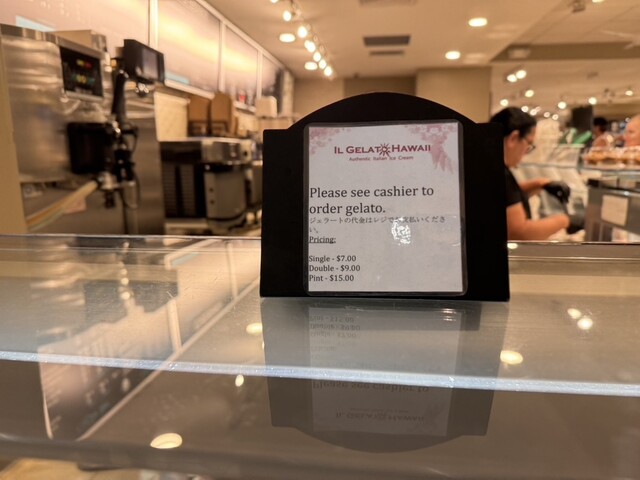 IL GELATO HAWAII
Authentic Italian Ice Cream
Please see cashier to
order gelato.
ジェラートの代金はレジでお支払いくださ
い。
Pricing:
Single - $7.00
Double - $9.00
Pint - $15.00